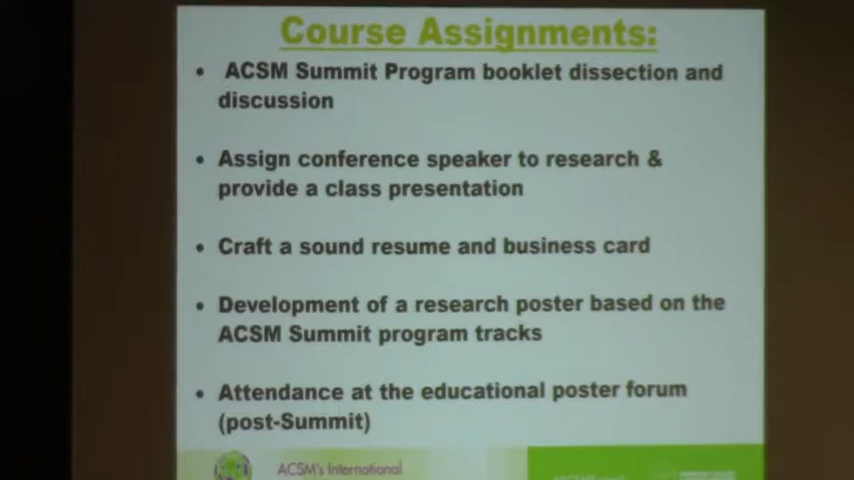 Course Assignments:
• ACSM Summit Program booklet dissection and
discussion
• Assign conference speaker to research &
provide a class presentation
• Craft a sound resume and business card
• Development of a research poster based on the
ACSM Summit program tracks
• Attendance at the educational poster forum
(post-Summit)
ACSM's International